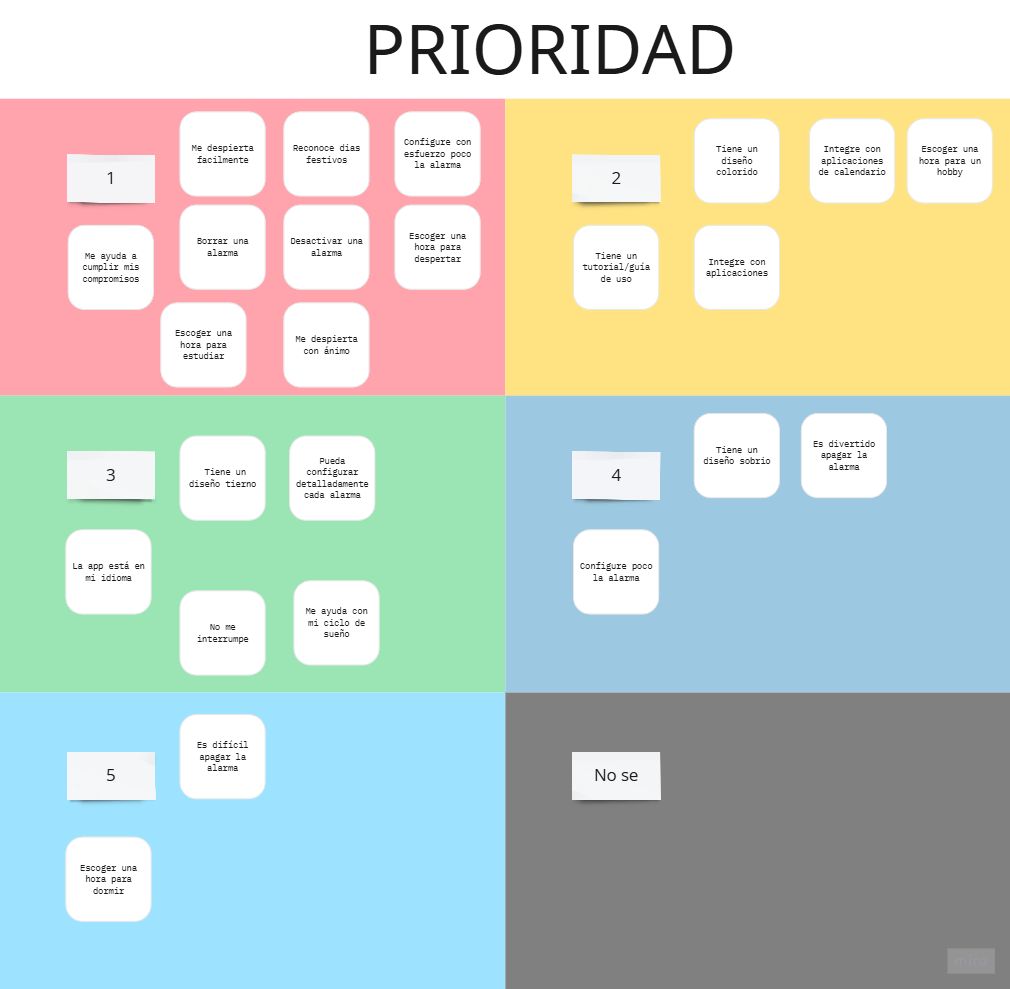 PRIORIDAD
1
Me despierta
facilmente
Reconoce dias
festivos
Configure con
esfuerzo poco
la alarma
Me ayuda a
cumplir mis
compromisos
Borrar una
alarma
Desactivar una
alarma
Escoger una
hora para
despertar
Escoger una
hora para
estudiar
Me despierta
con ánimo
2
Tiene un
diseño
colorido
Integre con
aplicaciones
de calendario
Escoger una
hora para un
hobby
Tiene un
tutorial/guía
de uso
Integre con
aplicaciones
3
Tiene un
diseño tierno
Pueda
configurar
detalladamente
cada alarma
La app está en
mi idioma
No me
interrumpe
Me ayuda con
mi ciclo de
sueño
4
Tiene un
diseño sobrio
Es divertido
apagar la
alarma
Configure poco
la alarma
5
Es difícil
apagar la
alarma
Escoger una
hora para
dormir
No se
miro